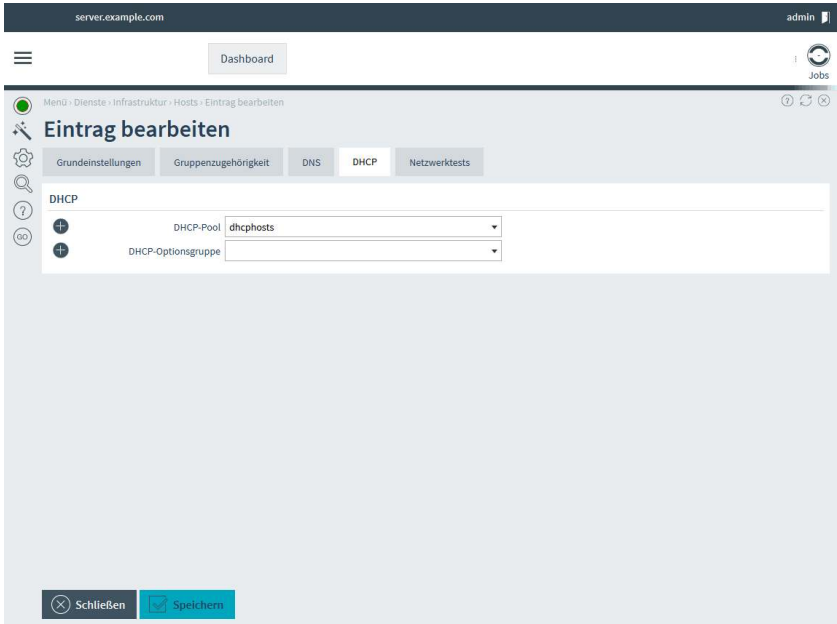 server.example.com admin
Dashboard
Jobs
Menü › Dienste › Infrastruktur › Hosts › Eintrag bearbeiten
Eintrag bearbeiten
Grundeinstellungen Gruppenzugehörigkeit DNS DHCP Netzwerktests
DHCP
DHCP-Pool dhcphosts
DHCP-Optionsgruppe
GO
Schließen Speichern